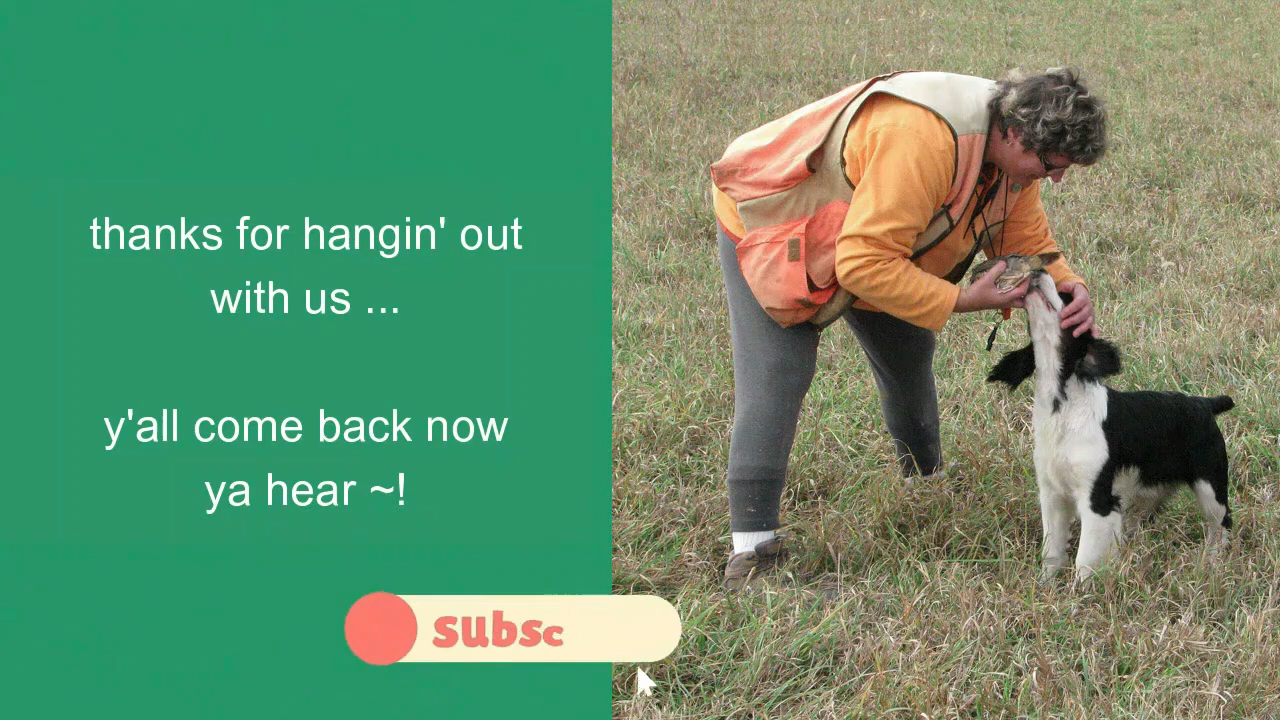 thanks for hangin' out
with us ...
y'all come back now
ya hear ~!
subsc